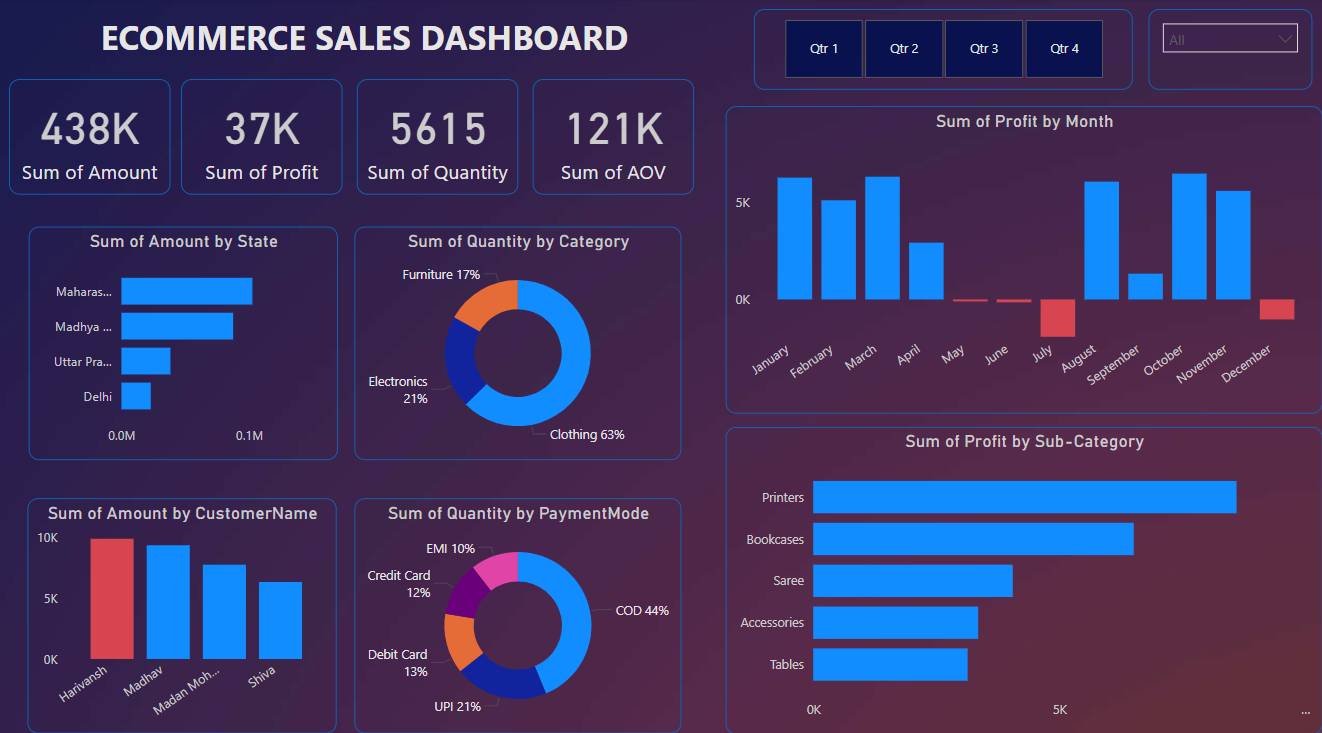 ECOMMERCE SALES DASHBOARD
Qtr 1
Qtr 2
Qtr 3
Qtr 4
All
438K
Sum of Amount
37K
Sum of Profit
5615
Sum of Quantity
121K
Sum of AOV
Sum of Amount by State
Maharas...
Madhya ...
Uttar Pra...
Delhi
0.0M
0.1M
Sum of Quantity by Category
Furniture 17%
Electronics
21%
Clothing 63%
Sum of Profit by Month
5K
0K
January
February
March
April
May
June
July
August
September
October
November
December
Sum of Amount by CustomerName
10K
5K
0K
Harivansh
Madhav
Madan Moh...
Shiva
Sum of Quantity by PaymentMode
EMI 10%
Credit Card
12%
COD 44%
Debit Card
13%
UPI 21%
Sum of Profit by Sub-Category
Printers
Bookcases
Saree
Accessories
Tables
0K
5K
...